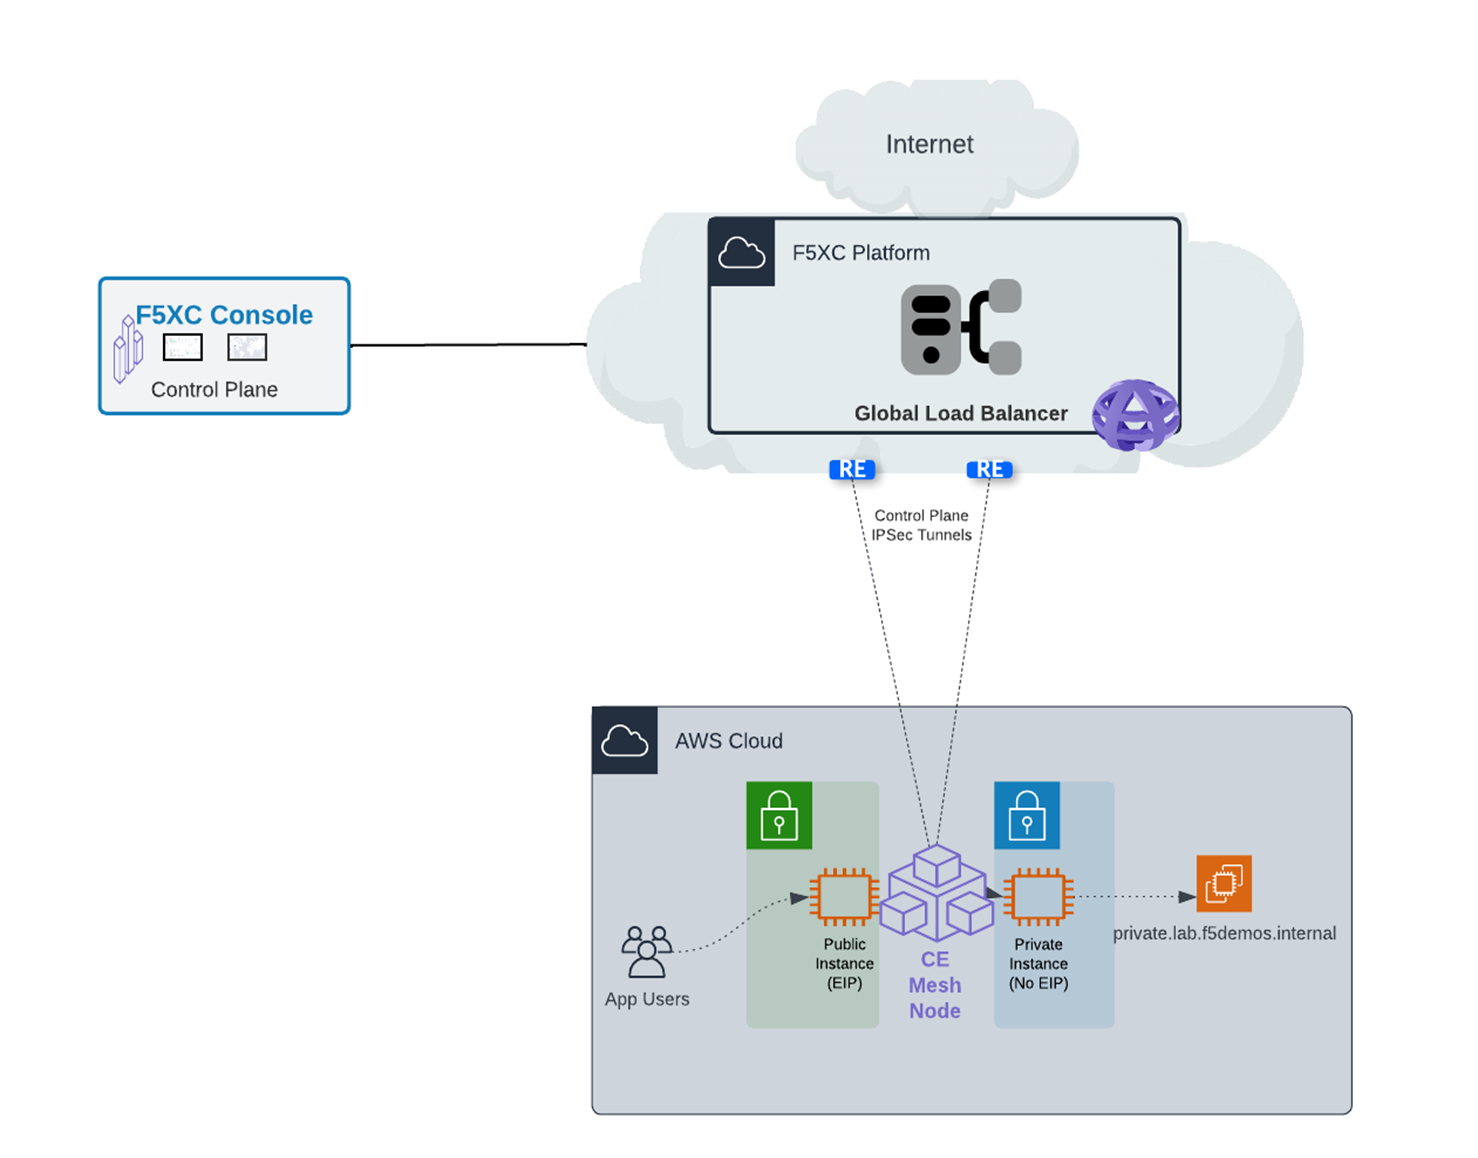 Internet
F5XC Platform
F5XC Console
Control Plane
Global Load Balancer
RE
RE
Control Plane
IPSec Tunnels
AWS Cloud
Public
Instance
(EIP)
CE
Mesh
Node
Private
Instance
(No EIP)
private.lab.f5demos.internal
App Users